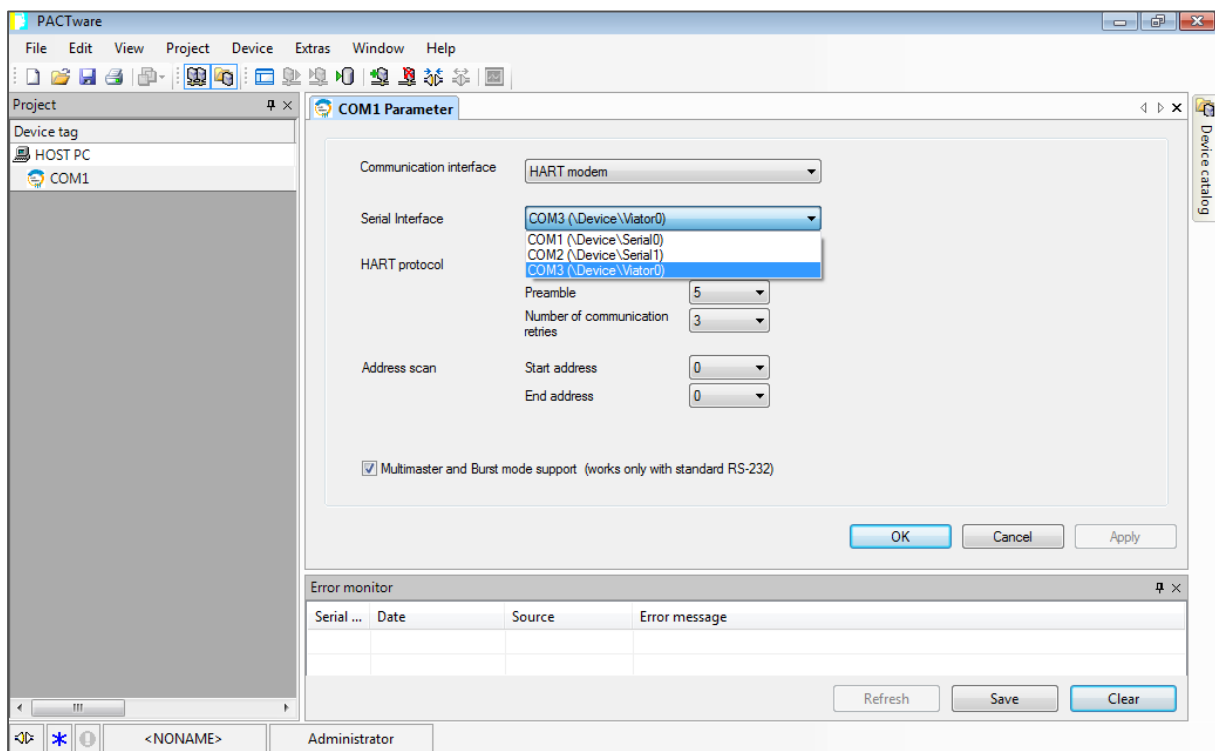 PACTware
File Edit View Project Device Extras Window Help
Project
Device tag
HOST PC
COM1
COM1 Parameter
Device catalog
Communication interface
HART modem
Serial Interface
COM3 (\Device\Viator0)
COM1 (\Device\Serial0)
COM2 (\Device\Serial1)
COM3 (\Device\Viator0)
HART protocol
Preamble
5
Number of communication
retries
3
Address scan
Start address
0
End address
0
Multimaster and Burst mode support (works only with standard RS-232)
OK Cancel Apply
Error monitor
Serial ... Date Source Error message
Refresh Save Clear
<NONAME> Administrator